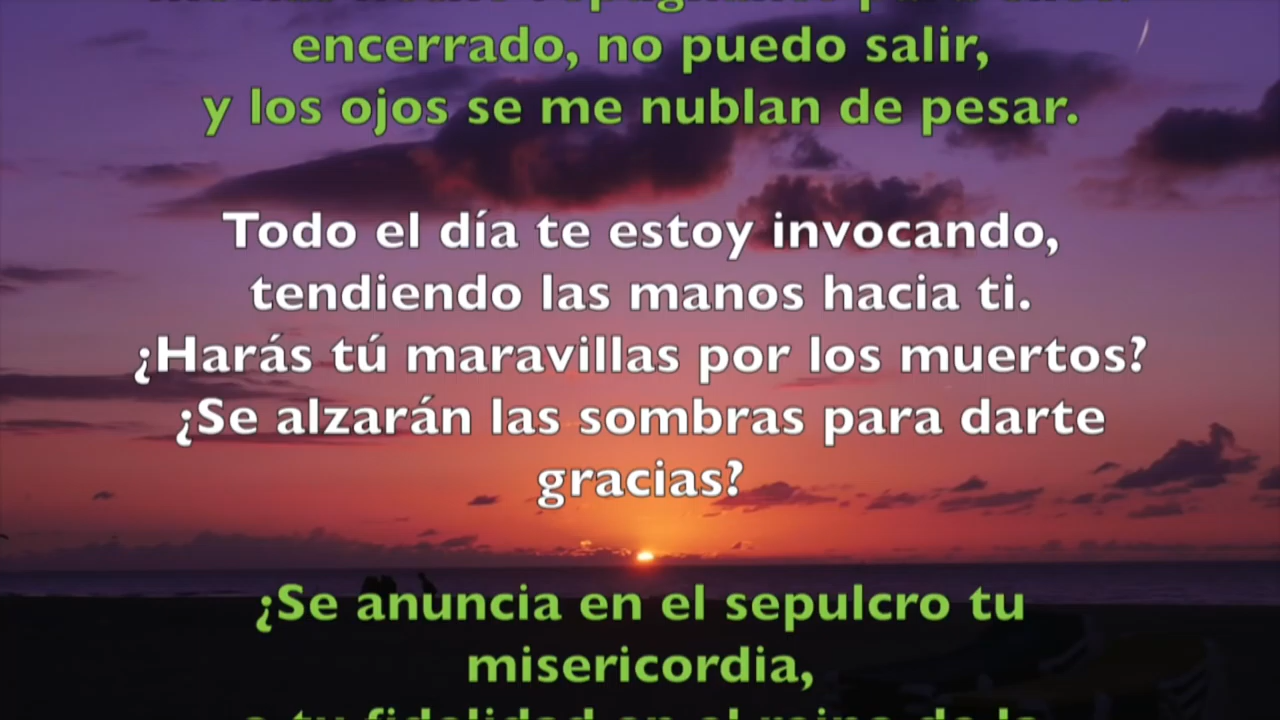 encerrado, no puedo salir,
y los ojos se me nublan de pesar.
Todo el día te estoy invocando,
tendiendo las manos hacia ti.
¿Harás tú maravillas por los muertos?
¿Se alzarán las sombras para darte
gracias?
¿Se anuncia en el sepulcro tu
misericordia,